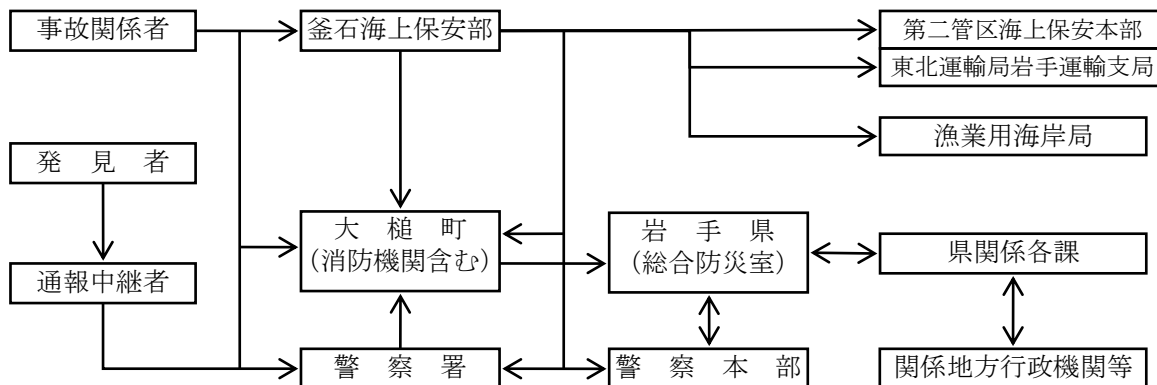 事故関係者
釜石海上保安部
第二管区海上保安本部
東北運輸局岩手運輸支局
漁業用海岸局
発見者
大槌町
(消防機関含む)
岩手県
(総合防災室)
県関係各課
通報中継者
警察署
警察本部
関係地方行政機関等